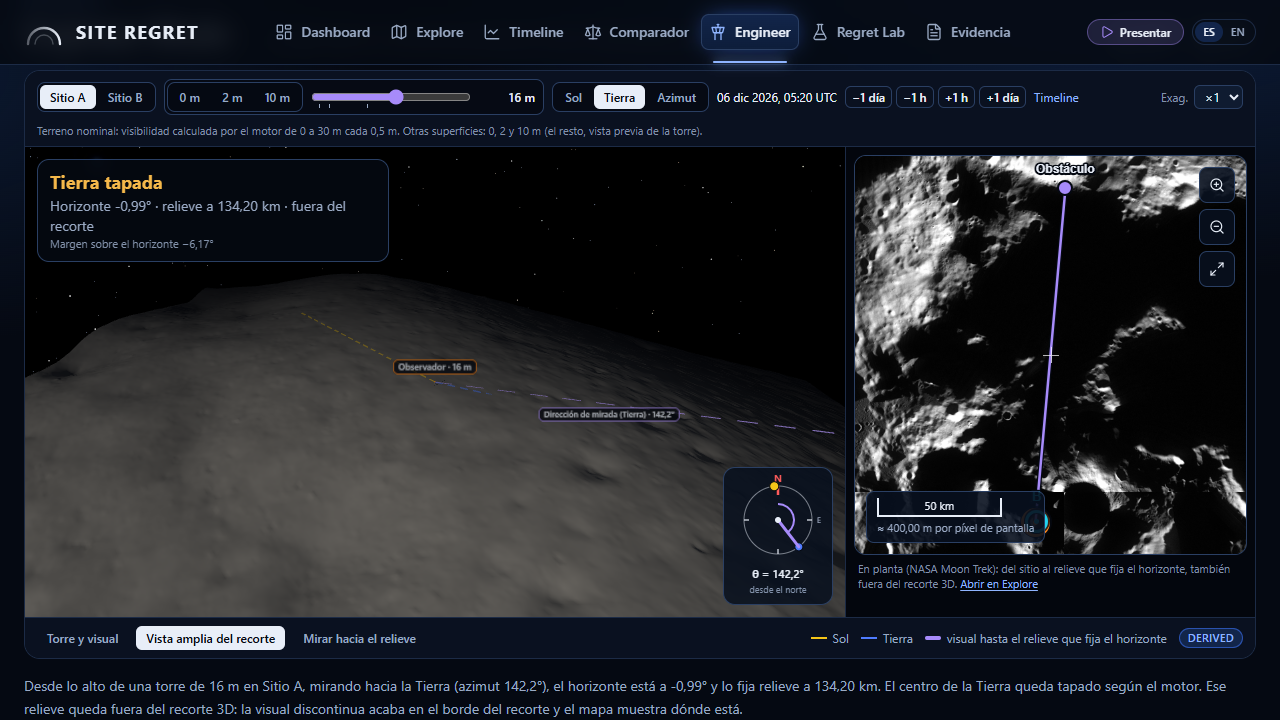 SITE REGRET
Dashboard
Explore
Timeline
Comparador
Engineer
Regret Lab
Evidencia
Presentar
ES
EN
Sitio A
Sitio B
0 m
2 m
10 m
16 m
Sol
Tierra
Azimut
06 dic 2026, 05:20 UTC
−1 día
−1 h
+1 h
+1 día
Timeline
Exag.
×1
Terreno nominal: visibilidad calculada por el motor de 0 a 30 m cada 0,5 m. Otras superficies: 0, 2 y 10 m (el resto, vista previa de la torre).
Tierra tapada
Horizonte -0,99° · relieve a 134,20 km · fuera del
recorte
Margen sobre el horizonte −6,17°
Observador · 16 m
Dirección de mirada (Tierra) · 142,2°
N
E
θ = 142,2°
desde el norte
Obstáculo
50 km
≈ 400,00 m por píxel de pantalla
En planta (NASA Moon Trek): del sitio al relieve que fija el horizonte, también
fuera del recorte 3D. Abrir en Explore
Torre y visual
Vista amplia del recorte
Mirar hacia el relieve
Sol
Tierra
visual hasta el relieve que fija el horizonte
DERIVED
Desde lo alto de una torre de 16 m en Sitio A, mirando hacia la Tierra (azimut 142,2°), el horizonte está a -0,99° y lo fija relieve a 134,20 km. El centro de la Tierra queda tapado según el motor. Ese
relieve queda fuera del recorte 3D: la visual discontinua acaba en el borde del recorte y el mapa muestra dónde está.